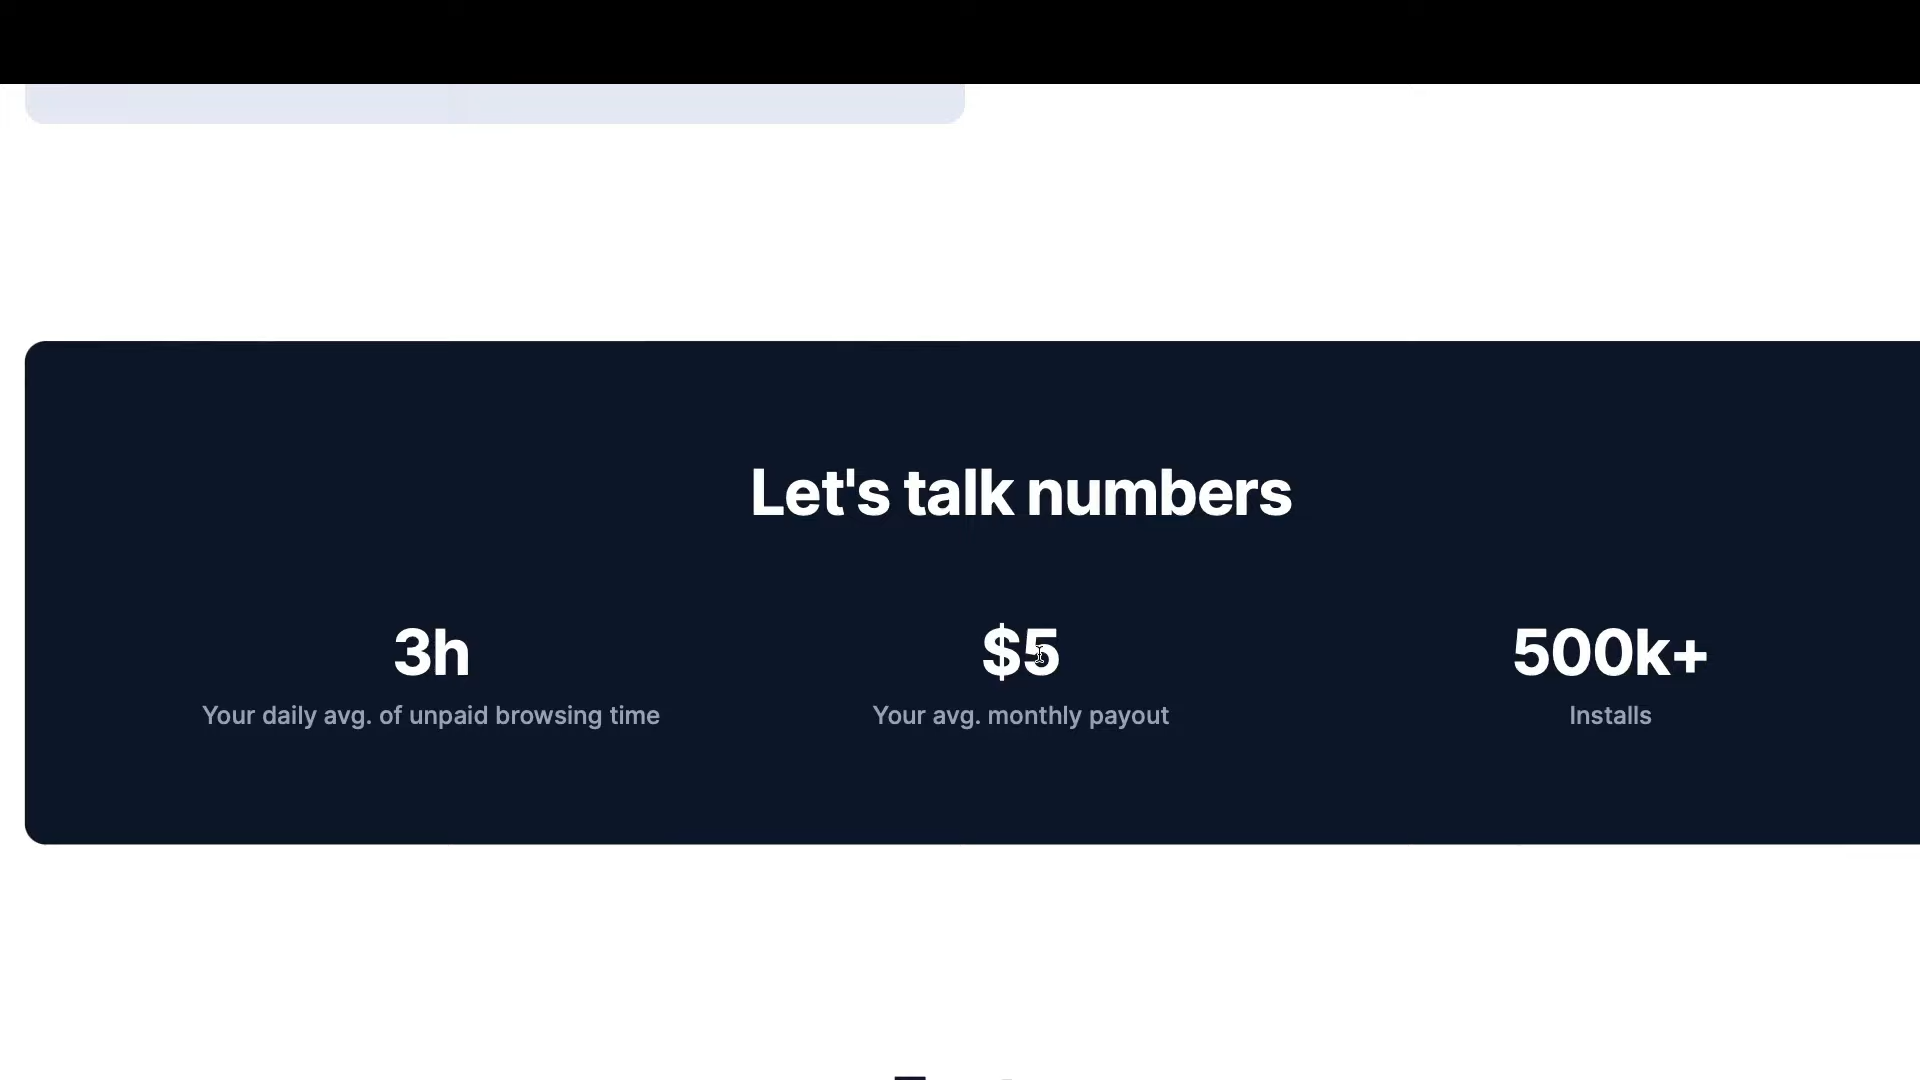 Let's talk numbers
3h
$5
500k+
Your daily avg. of unpaid browsing time
Your avg. monthly payout
Installs